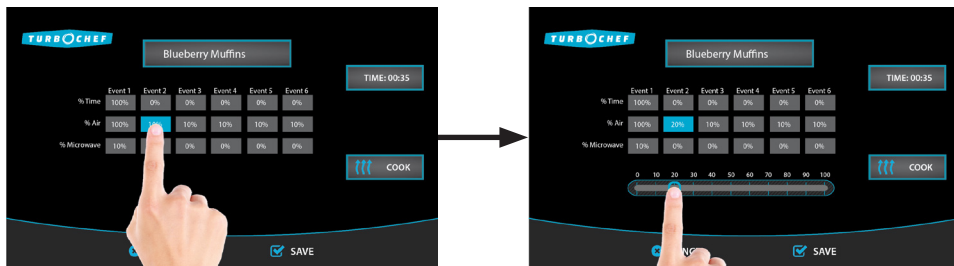 TURBOCHEF
Blueberry Muffins
TIME: 00:35
Event 1 Event 2 Event 3 Event 4 Event 5 Event 6
% Time 100% 0% 0% 0% 0% 0%
% Air 100% 10% 10% 10% 10%
% Microwave 10% 0% 0% 0% 0%
COOK
SAVE
TURBOCHEF
Blueberry Muffins
TIME: 00:35
Event 1 Event 2 Event 3 Event 4 Event 5 Event 6
% Time 100% 0% 0% 0% 0% 0%
% Air 100% 20% 10% 10% 10% 10%
% Microwave 10% 0% 0% 0% 0% 0%
COOK
0 10 20 30 40 50 60 70 80 90 100
SAVE